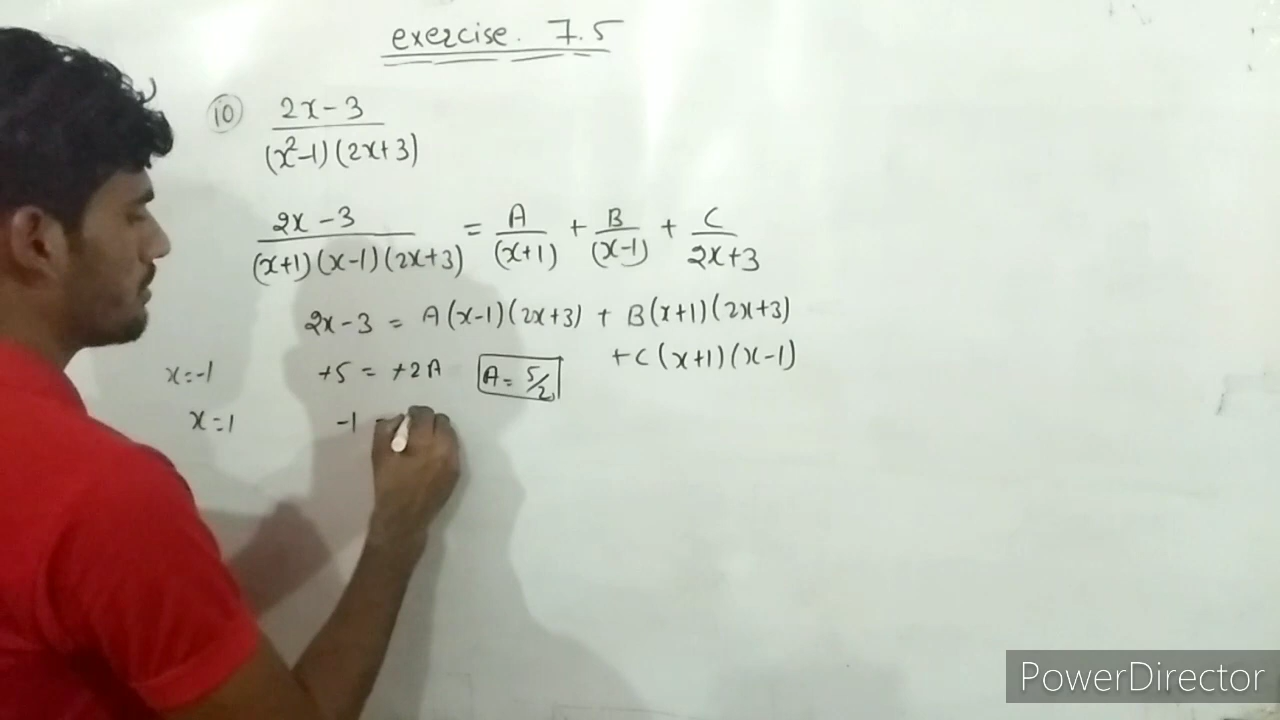 exercise. 7.5
(10) 2x-3 / (x²-1)(2x+3)
2x-3 / (x+1)(x-1)(2x+3) = A/(x+1) + B/(x-1) + C/2x+3
2x-3 = A(x-1)(2x+3) + B(x+1)(2x+3)
+C(x+1)(x-1)
x=-1 +5 = +2A A=5/2
x=1 -1
PowerDirector